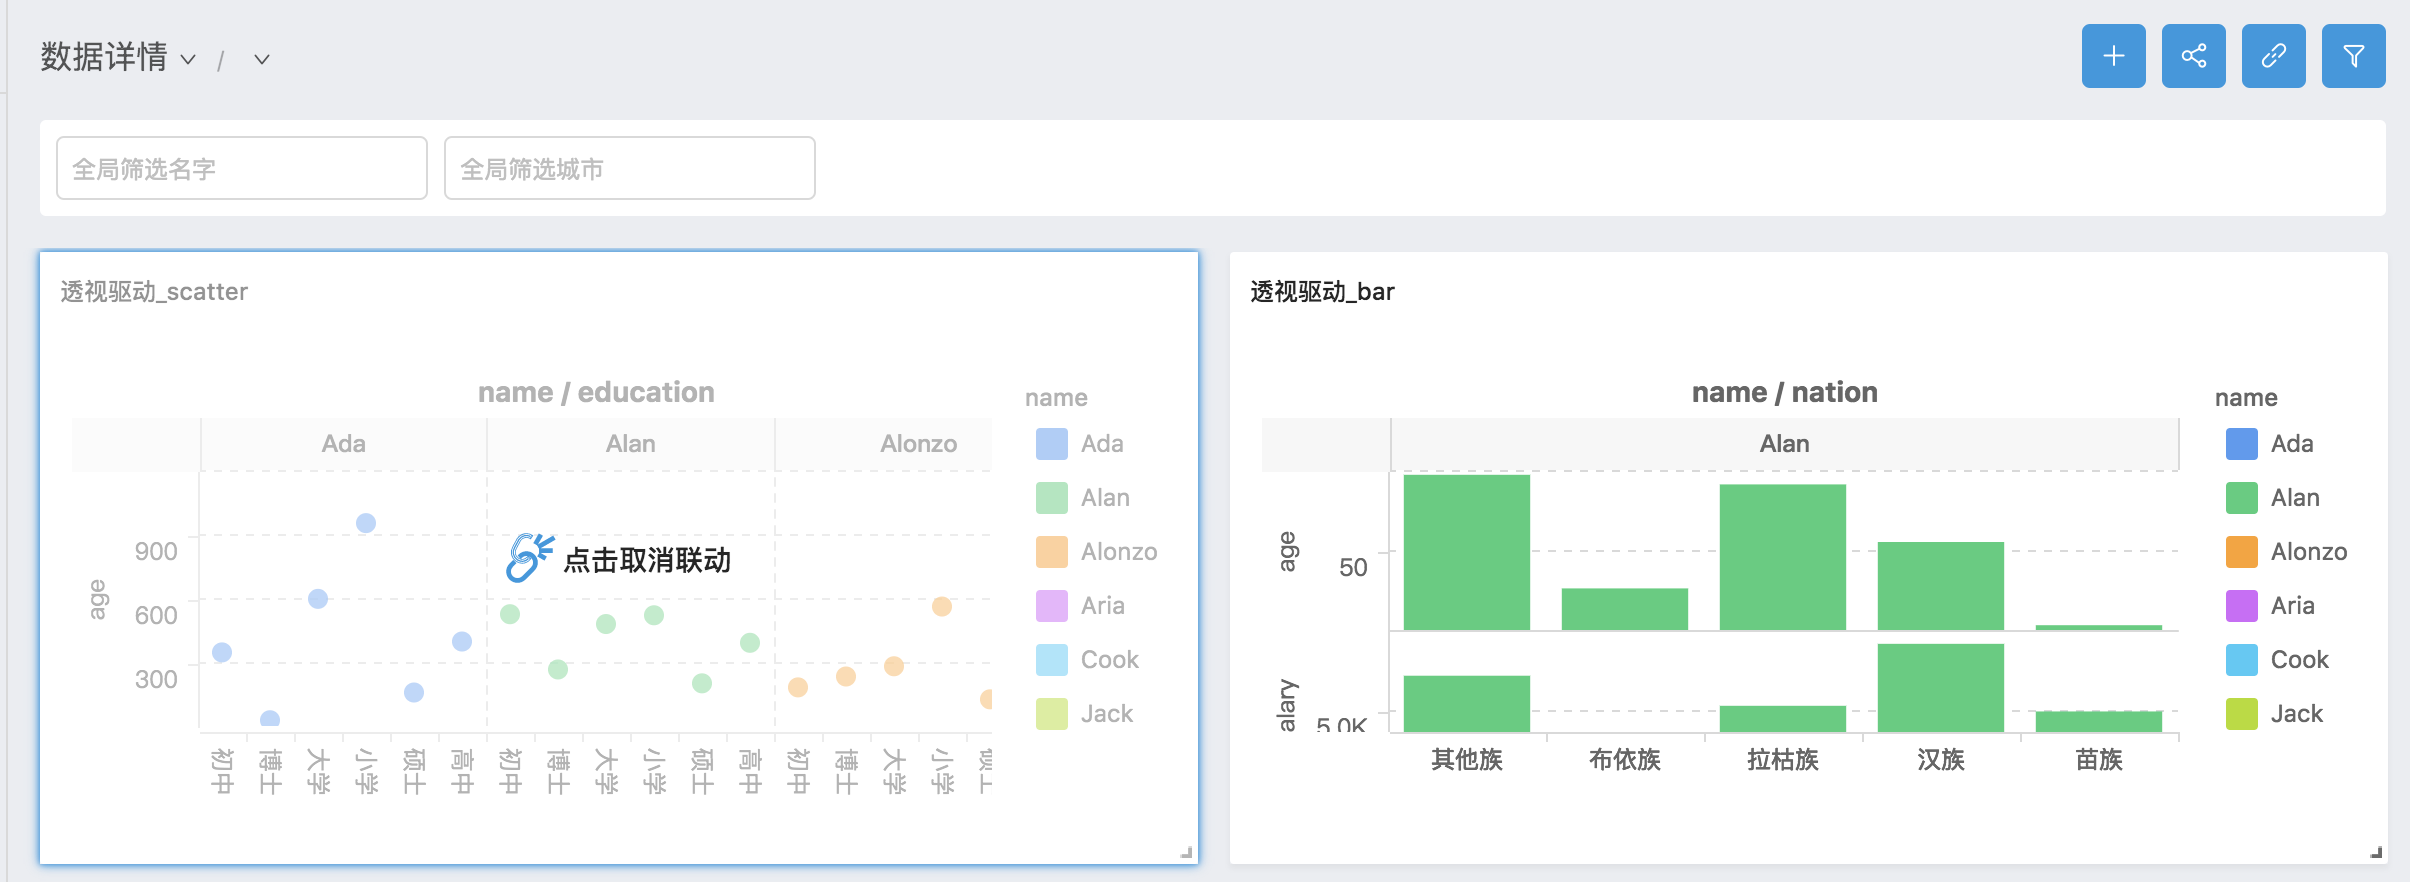 数据详情 /
全局筛选名字
全局筛选城市
透视驱动_scatter
name / education
Ada
Alan
Alonzo
age
900
600
300
点击取消联动
初中
博士
大学
小学
硕士
高中
初中
博士
大学
小学
硕士
高中
初中
博士
大学
小学
name
Ada
Alan
Alonzo
Aria
Cook
Jack
透视驱动_bar
name / nation
Alan
age
50
alary
5.0K
其他族
布依族
拉枯族
汉族
苗族
name
Ada
Alan
Alonzo
Aria
Cook
Jack